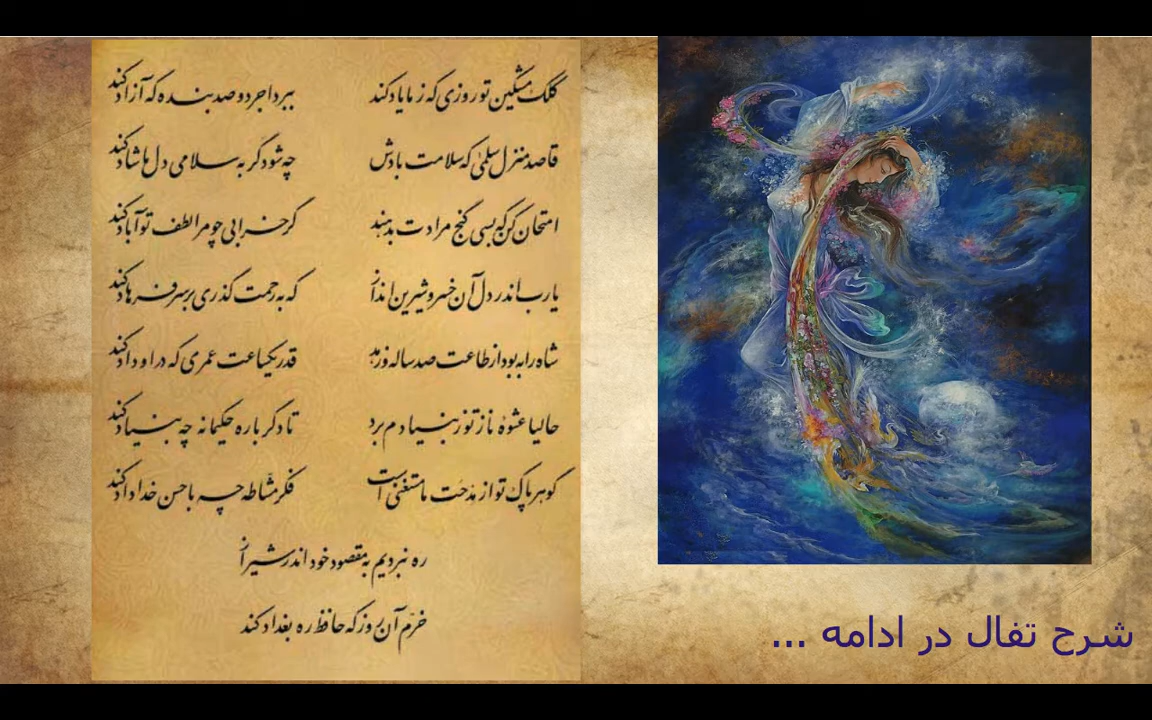 کلک مشکین تو روزی که ز ما یاد کند ببرد اجر دو صد بنده که آزاد کند
قاصد منزل سلمی که سلامت بادش چه شود گر به سلامی دل ما شاد کند
امتحان کن که بسی گنج مرادت بدهند گر خرابی چو مرا لطف تو آباد کند
یارب اندر دل آن خسرو شیرین انداز که به رحمت گذری بر سر فرهاد کند
شاه را به بود از طاعت صد ساله و زهد قدر یکساعت عمری که در او داد کند
حالیا عشوهٔ ناز تو ز بنیادم برد تا دگر باره حکیمانه چه بنیاد کند
گوهر پاک تو از مدحت ما مستغنی است فکر مشاطه چه با حسن خداداد کند
ره نبردیم به مقصود خود اندر شیراز
خرّم آن روز که حافظ ره بغداد کند
شرح تفال در ادامه ...